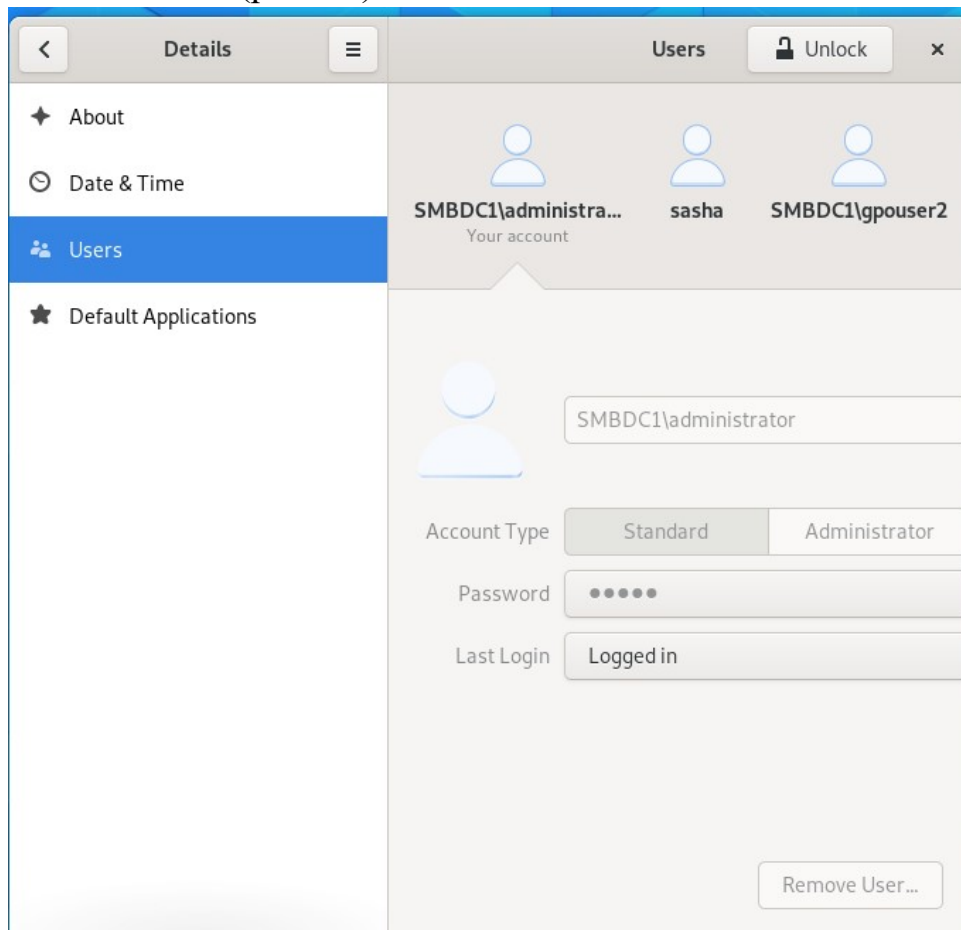 Details
Users
Unlock
About
Date & Time
Users
Default Applications
SMBDC1\administra...
Your account
sasha
SMBDC1\gpouser2
SMBDC1\administrator
Account Type
Standard
Administrator
Password
Last Login
Logged in
Remove User...